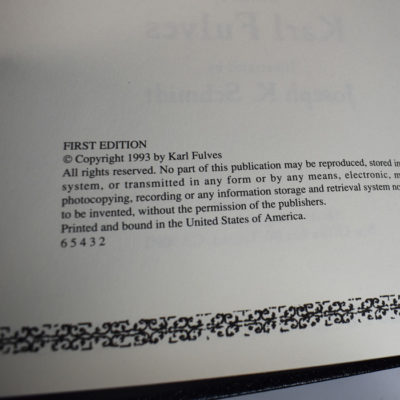 FIRST EDITION
© Copyright 1993 by Karl Fulves
All rights reserved. No part of this publication may be reproduced, stored in
system, or transmitted in any form or by any means, electronic, m
photocopying, recording or any information storage and retrieval system no
to be invented, without the permission of the publishers.
Printed and bound in the United States of America.
6 5 4 3 2
Karl Fulves
Joseph K. Schmidt